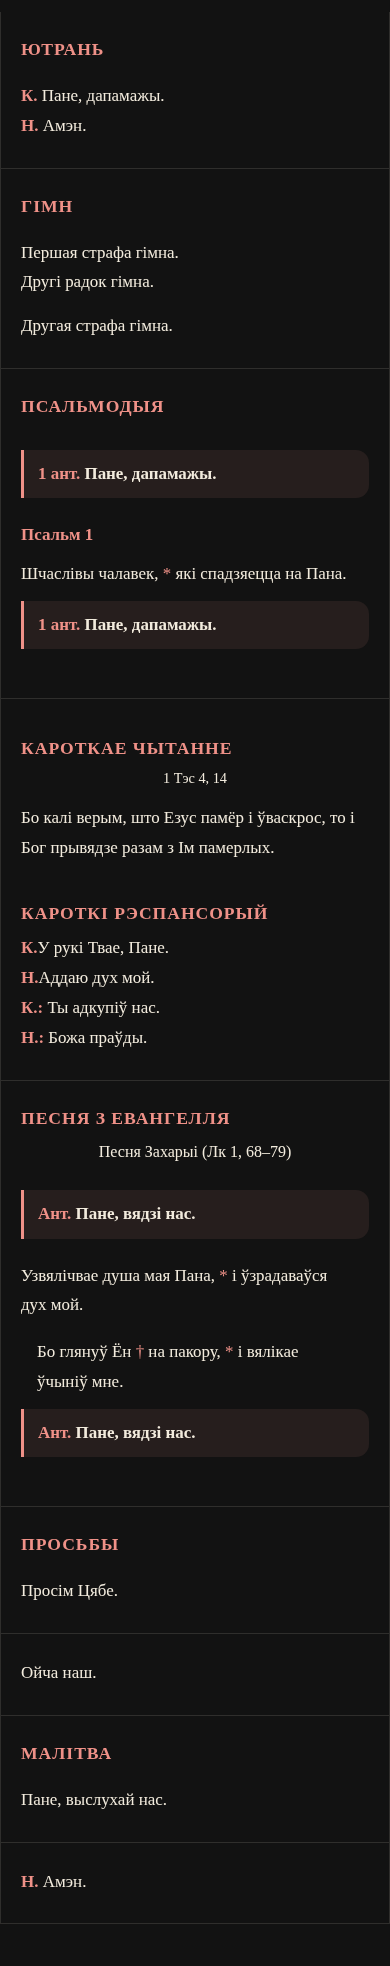 ЮТРАНЬ
К. Пане, дапамажы.
Н. Амэн.
ГІМН
Першая страфа гімна.
Другі радок гімна.
Другая страфа гімна.
ПСАЛЬМОДЫЯ
1 ант. Пане, дапамажы.
Псальм 1
Шчаслівы чалавек, * які спадзяецца на Пана.
1 ант. Пане, дапамажы.
КАРОТКАЕ ЧЫТАННЕ
1 Тэс 4, 14
Бо калі верым, што Езус памёр і ўваскрос, то і
Бог прывядзе разам з Ім памерлых.
КАРОТКІ РЭСПАНСОРЫЙ
К.У рукі Твае, Пане.
Н.Аддаю дух мой.
К.: Ты адкупіў нас.
Н.: Божа праўды.
ПЕСНЯ З ЕВАНГЕЛЛЯ
Песня Захарыі (Лк 1, 68–79)
Ант. Пане, вядзі нас.
Узвялічвае душа мая Пана, * і ўзрадаваўся
дух мой.
Бо глянуў Ён † на пакору, * і вялікае
ўчыніў мне.
Ант. Пане, вядзі нас.
ПРОСЬБЫ
Просім Цябе.
Ойча наш.
МАЛІТВА
Пане, выслухай нас.
Н. Амэн.